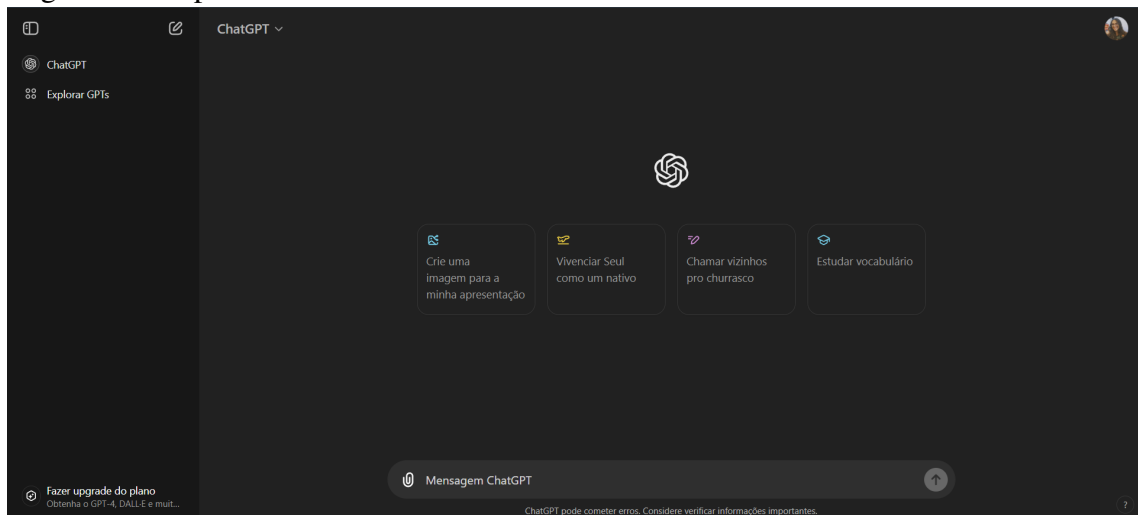 ChatGPT
ChatGPT
Explorar GPTs
Crie uma
imagem para a
minha apresentação
Vivenciar Seul
como um nativo
Chamar vizinhos
pro churrasco
Estudar vocabulário
Mensagem ChatGPT
Fazer upgrade do plano
Obtenha o GPT-4, DALL·E e muit...
ChatGPT pode cometer erros. Considere verificar informações importantes.
?